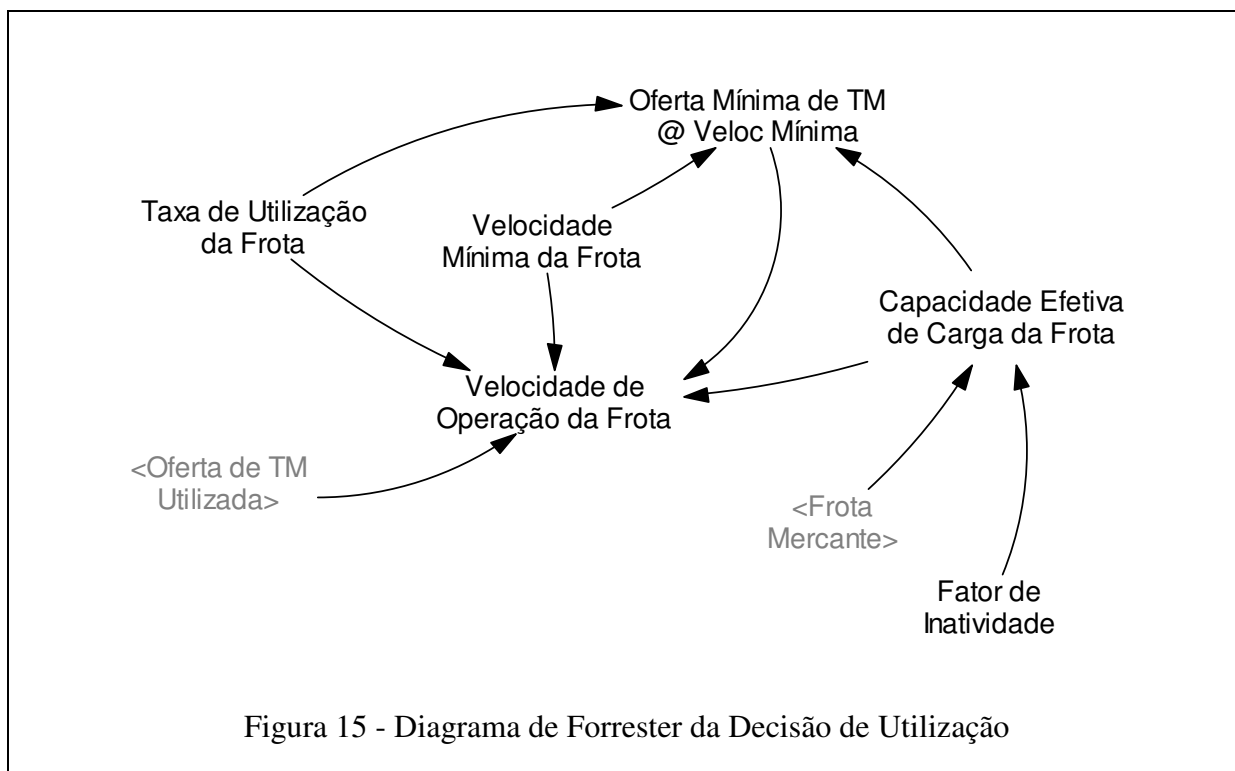 Oferta Mínima de TM
@ Veloc Mínima
Taxa de Utilização
da Frota
Velocidade
Mínima da Frota
Capacidade Efetiva
de Carga da Frota
Velocidade de
Operação da Frota
<Oferta de TM
Utilizada>
<Frota
Mercante>
Fator de
Inatividade
Figura 15 - Diagrama de Forrester da Decisão de Utilização